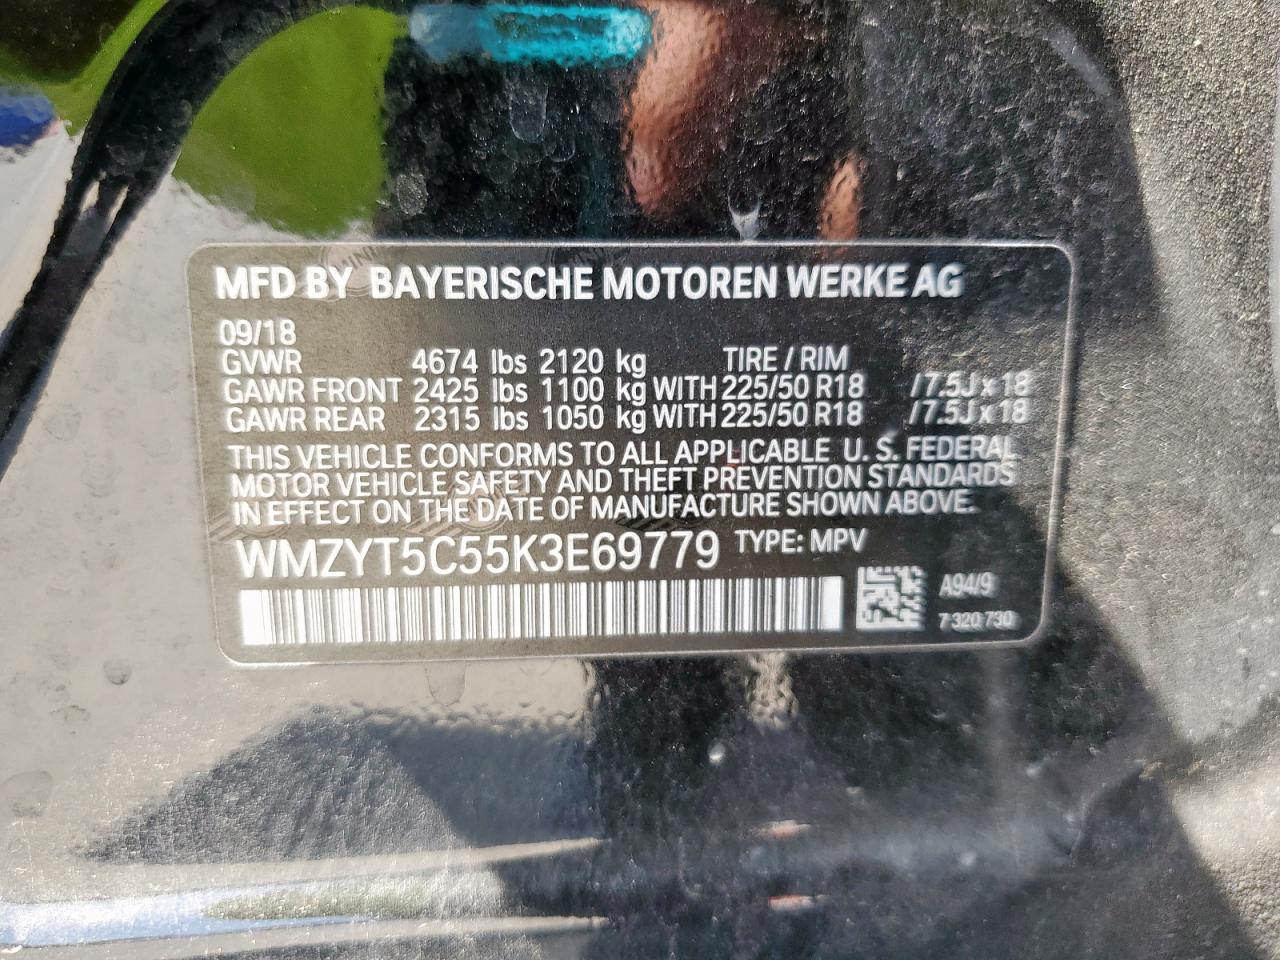 MFD BY BAYERISCHE MOTOREN WERKE AG
09/18
GVWR 4674 lbs 2120 kg TIRE / RIM
GAWR FRONT 2425 lbs 1100 kg WITH 225/50 R18 /7.5J x 18
GAWR REAR 2315 lbs 1050 kg WITH 225/50 R18 /7.5J x 18
THIS VEHICLE CONFORMS TO ALL APPLICABLE U. S. FEDERAL
MOTOR VEHICLE SAFETY AND THEFT PREVENTION STANDARDS
IN EFFECT ON THE DATE OF MANUFACTURE SHOWN ABOVE.
WMZYT5C55K3E69779 TYPE: MPV
A94/9
7 320 730